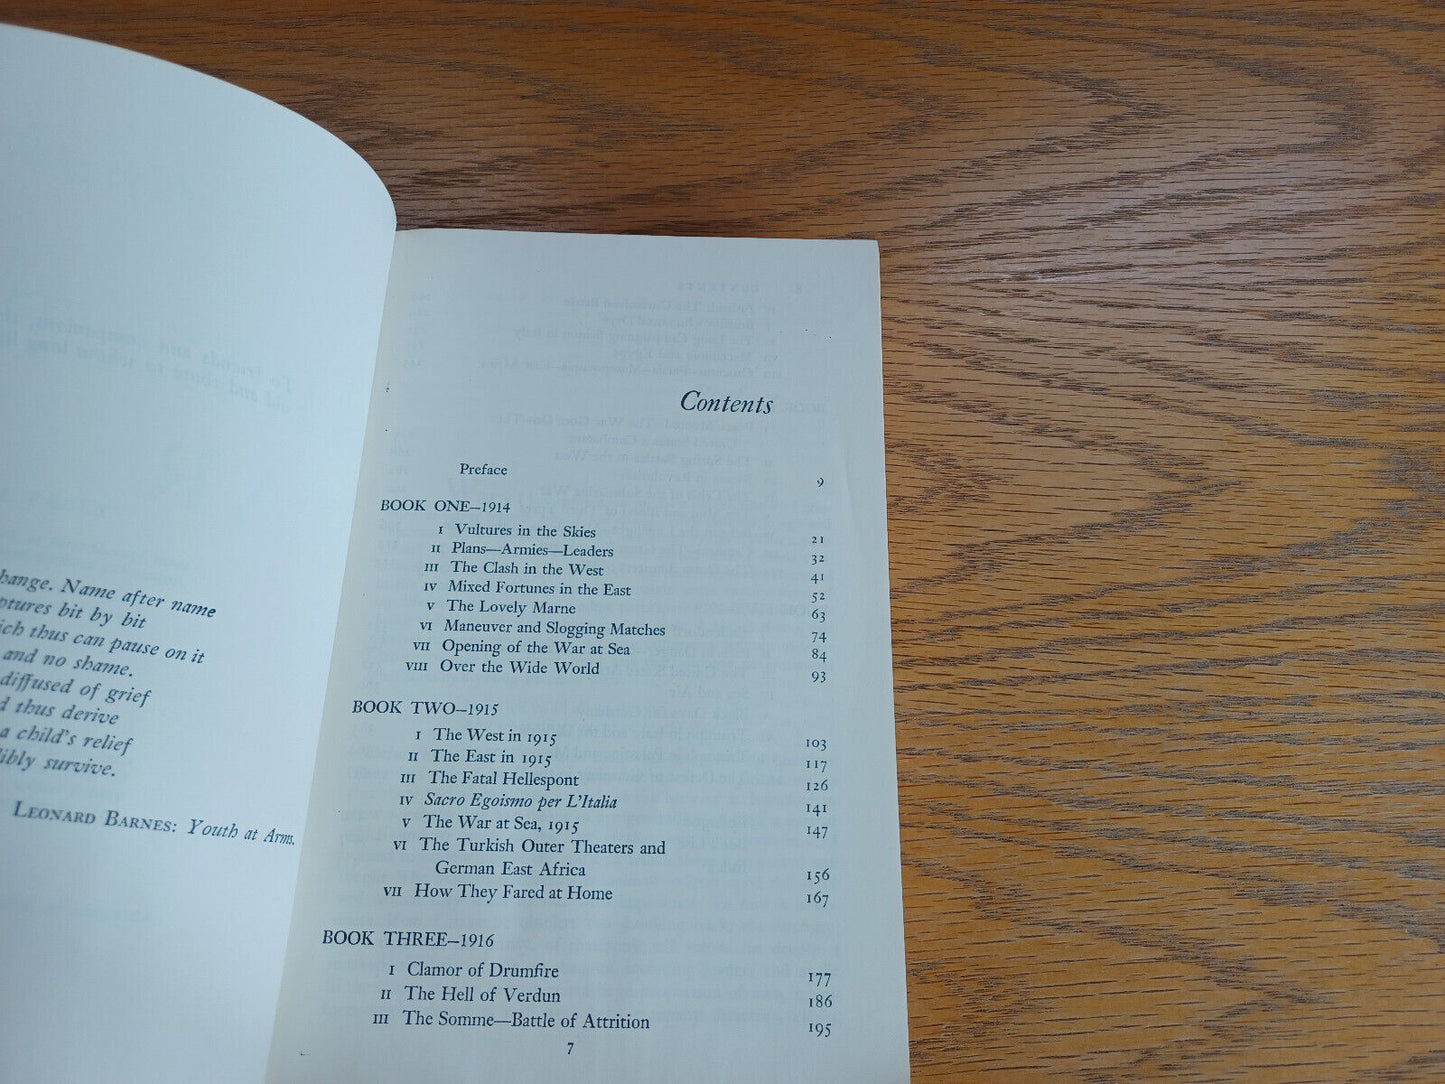 hange. Name after name
ptures bit by bit
ich thus can pause on it
and no shame.
diffused of grief
d thus derive
a child's relief
libly survive.
LEONARD BARNES: Youth at Arms.
Contents
Preface 9
BOOK ONE—1914
I Vultures in the Skies 21
II Plans—Armies—Leaders 32
III The Clash in the West 41
IV Mixed Fortunes in the East 52
V The Lovely Marne 63
VI Maneuver and Slogging Matches 74
VII Opening of the War at Sea 84
VIII Over the Wide World 93
BOOK TWO—1915
I The West in 1915 103
II The East in 1915 117
III The Fatal Hellespont 126
IV Sacro Egoismo per L'Italia 141
V The War at Sea, 1915 147
VI The Turkish Outer Theaters and
German East Africa 156
VII How They Fared at Home 167
BOOK THREE—1916
I Clamor of Drumfire 177
II The Hell of Verdun 186
III The Somme—Battle of Attrition 195
7